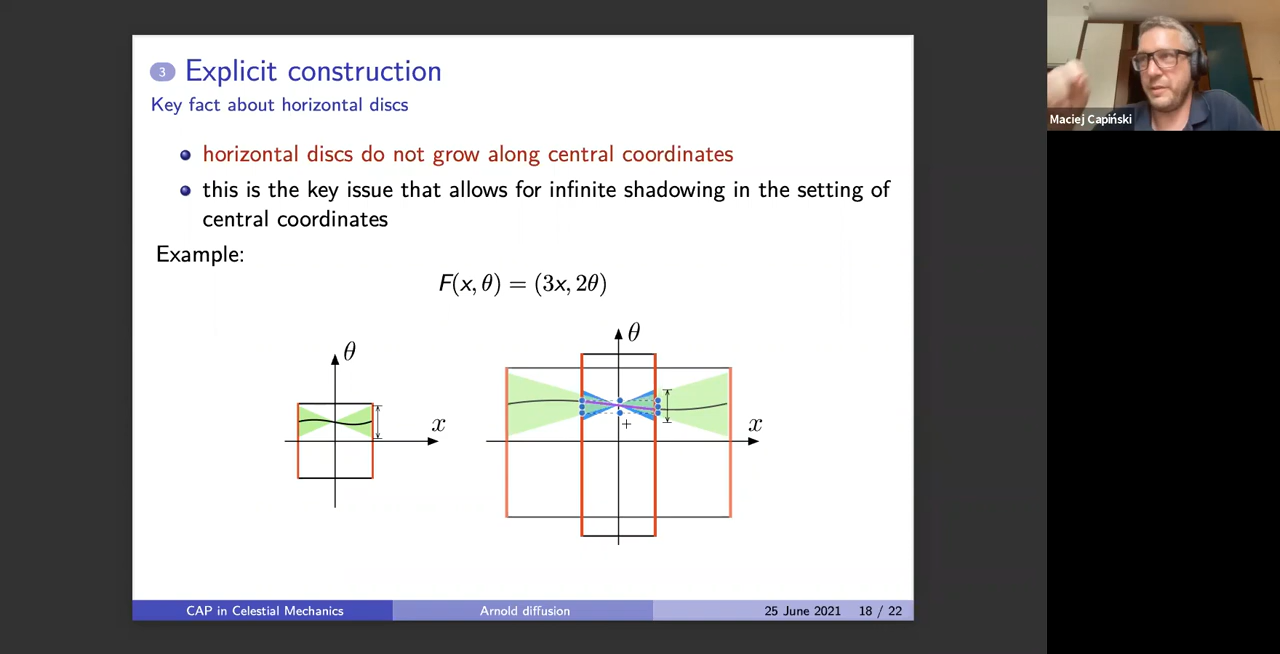 3 Explicit construction
Key fact about horizontal discs
horizontal discs do not grow along central coordinates
this is the key issue that allows for infinite shadowing in the setting of
central coordinates
Example:
F(x, θ) = (3x, 2θ)
θ
x
θ
x
CAP in Celestial Mechanics
Arnold diffusion
25 June 2021 18 / 22
Maciej Capiński